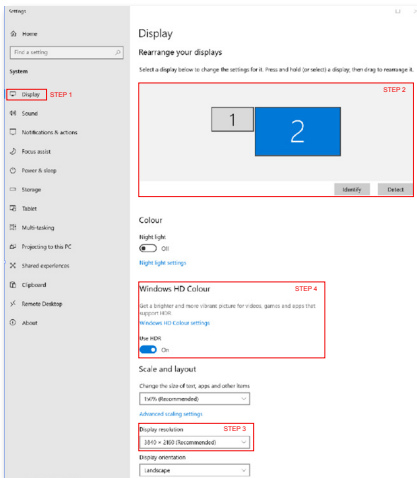 Settings
Home
Find a setting
System
Display
STEP 1
Sound
Notifications & actions
Focus assist
Power & sleep
Storage
Tablet
Multi-tasking
Projecting to this PC
Shared experiences
Clipboard
Remote Desktop
About
Display
Rearrange your displays
Select a display below to change the settings for it. Press and hold (or select) a display, then drag to rearrange it.
STEP 2
1
2
Identify
Detect
Colour
Night light
Off
Night light settings
Windows HD Colour
STEP 4
Get a brighter and more vibrant picture for videos, games and apps that
support HDR.
Windows HD Colour settings
Use HDR
On
Scale and layout
Change the size of text, apps and other items
150% (Recommended)
Advanced scaling settings
Display resolution
STEP 3
3840 × 2160 (Recommended)
Display orientation
Landscape